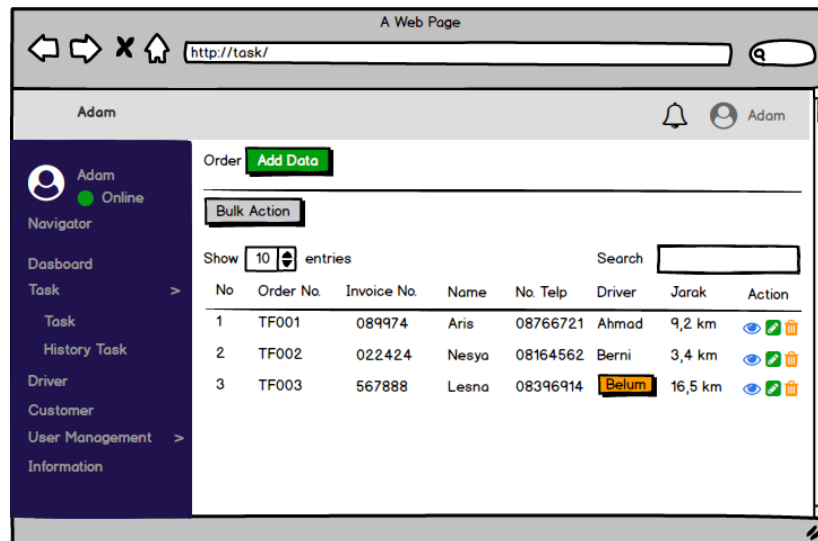 A Web Page
http://task/
Adam
Adam
Adam
Online
Navigator
Dasboard
Task >
Task
History Task
Driver
Customer
User Management >
Information
Order Add Data
Bulk Action
Show 10 entries Search
No Order No. Invoice No. Name No. Telp Driver Jarak Action
1 TF001 089974 Aris 08766721 Ahmad 9,2 km
2 TF002 022424 Nesya 08164562 Berni 3,4 km
3 TF003 567888 Lesna 08396914 Belum 16,5 km